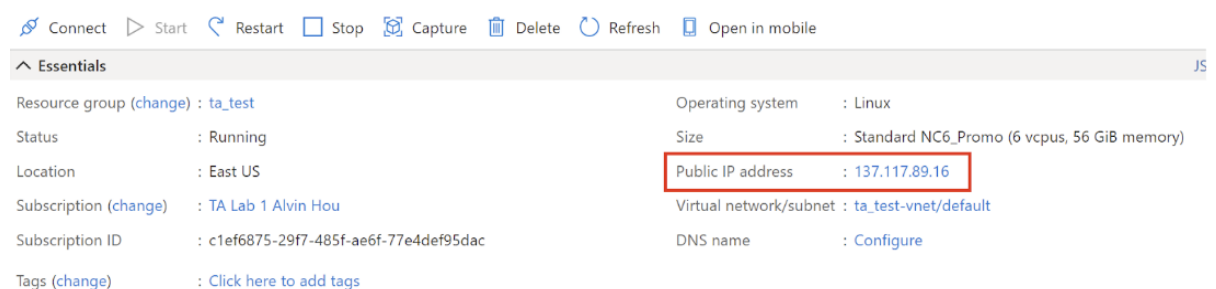 Connect Start Restart Stop Capture Delete Refresh Open in mobile
Essentials JS
Resource group (change) : ta_test
Status : Running
Location : East US
Subscription (change) : TA Lab 1 Alvin Hou
Subscription ID : c1ef6875-29f7-485f-ae6f-77e4def95dac
Tags (change) : Click here to add tags
Operating system : Linux
Size : Standard NC6_Promo (6 vcpus, 56 GiB memory)
Public IP address : 137.117.89.16
Virtual network/subnet : ta_test-vnet/default
DNS name : Configure